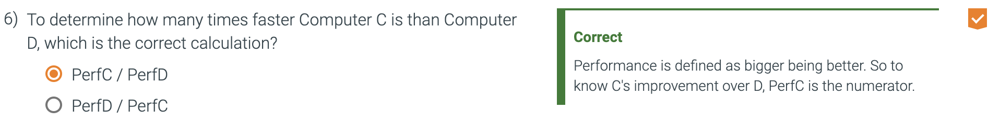 6) To determine how many times faster Computer C is than Computer
D, which is the correct calculation?
PerfC / PerfD
PerfD / PerfC
Correct
Performance is defined as bigger being better. So to
know C's improvement over D, PerfC is the numerator.